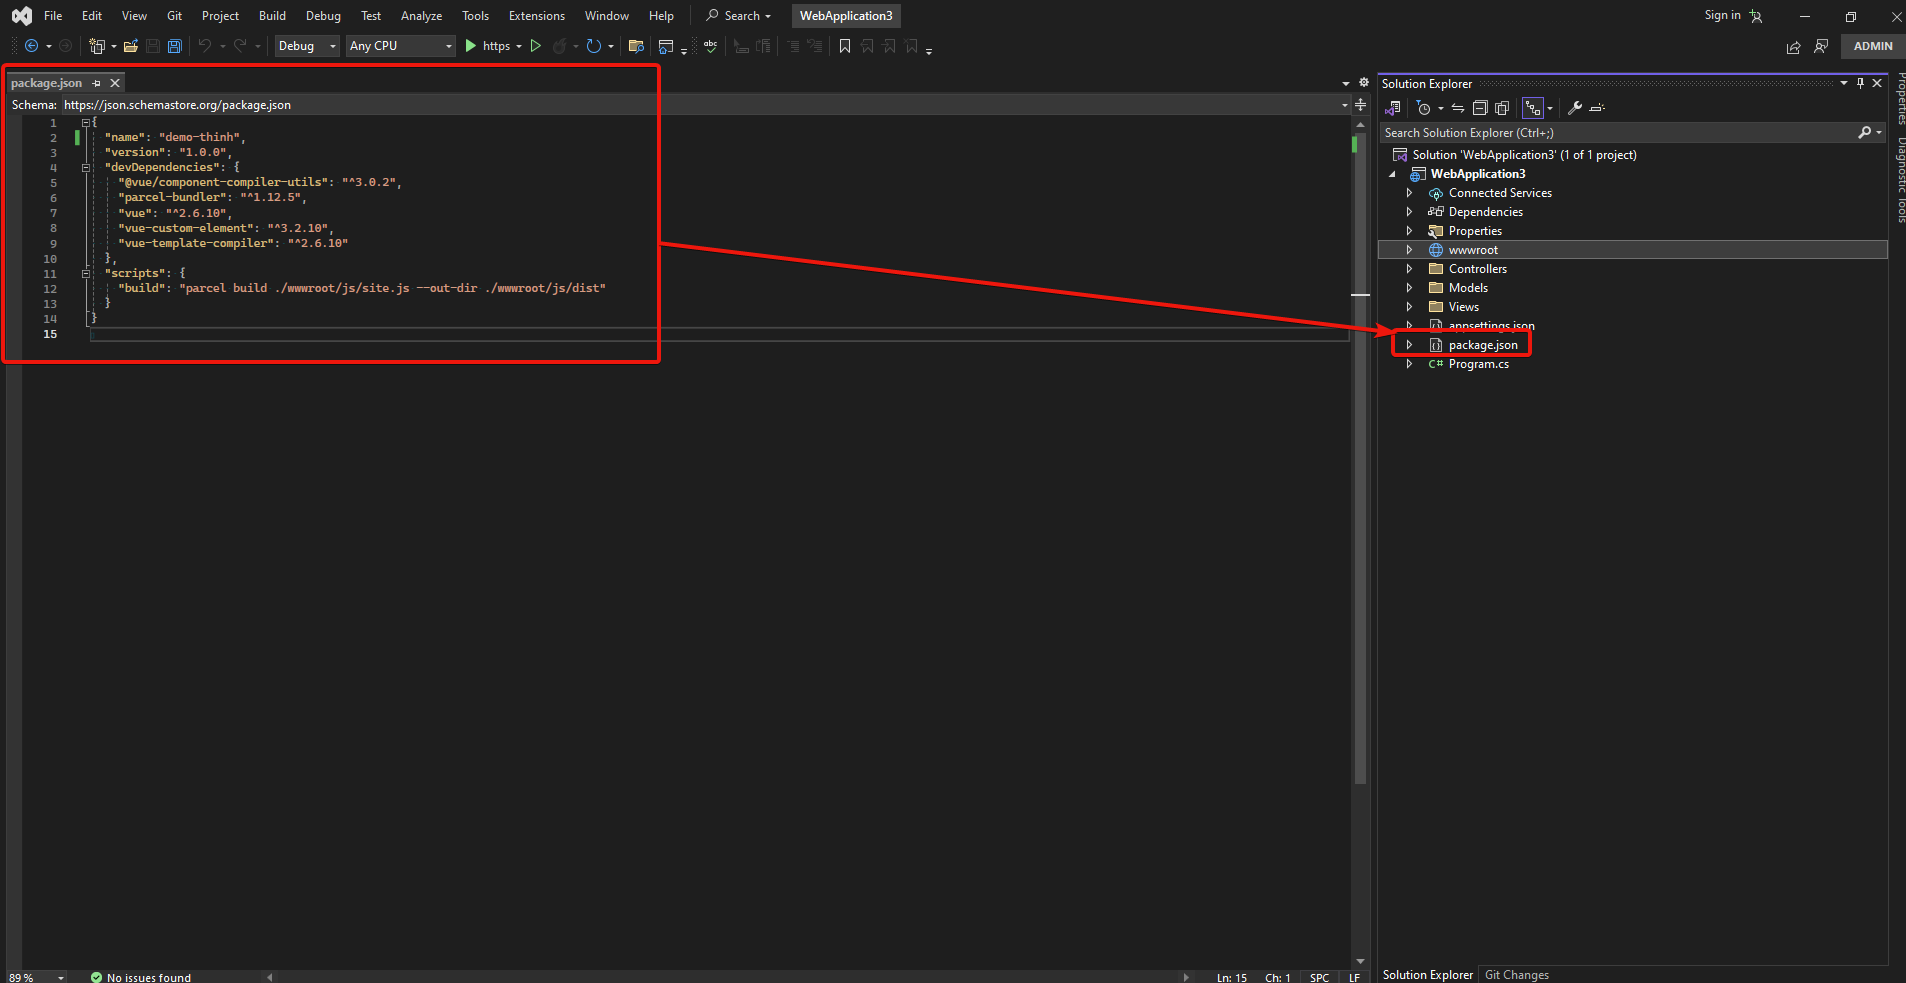 File Edit View Git Project Build Debug Test Analyze Tools Extensions Window Help Search WebApplication3 Sign in
Debug Any CPU https abc ADMIN
package.json
Schema: https://json.schemastore.org/package.json
1 {
2 "name": "demo-thinh",
3 "version": "1.0.0",
4 "devDependencies": {
5 "@vue/component-compiler-utils": "^3.0.2",
6 "parcel-bundler": "^1.12.5",
7 "vue": "^2.6.10",
8 "vue-custom-element": "^3.2.10",
9 "vue-template-compiler": "^2.6.10"
10 },
11 "scripts": {
12 "build": "parcel build ./wwwroot/js/site.js --out-dir ./wwwroot/js/dist"
13 }
14 }
15
89 % No issues found Ln: 15 Ch: 1 SPC LF
Solution Explorer
Search Solution Explorer (Ctrl+;)
Solution 'WebApplication3' (1 of 1 project)
WebApplication3
Connected Services
Dependencies
Properties
wwwroot
Controllers
Models
Views
appsettings.json
package.json
C# Program.cs
Solution Explorer Git Changes
Properties
Diagnostic Tools